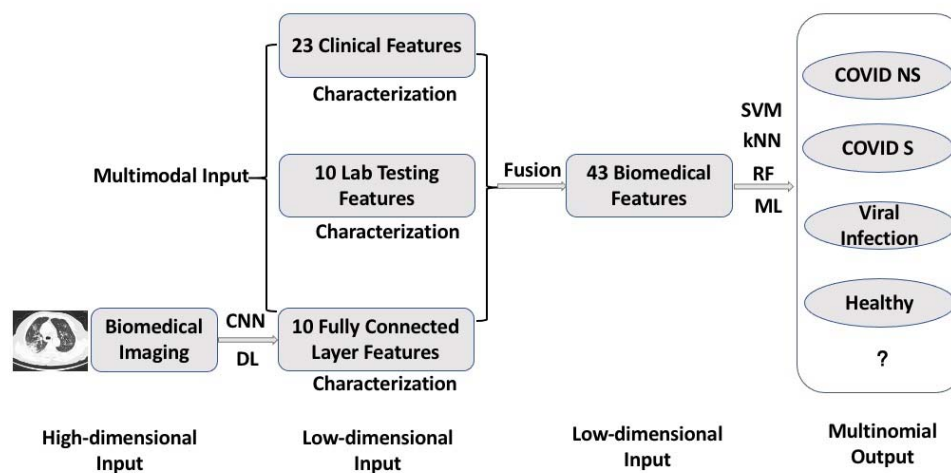 23 Clinical Features
Characterization
Multimodal Input
10 Lab Testing
Features
Characterization
Biomedical
Imaging
CNN
DL
10 Fully Connected
Layer Features
Characterization
Fusion
43 Biomedical
Features
SVM
kNN
RF
ML
COVID NS
COVID S
Viral
Infection
Healthy
?
High-dimensional
Input
Low-dimensional
Input
Low-dimensional
Input
Multinomial
Output